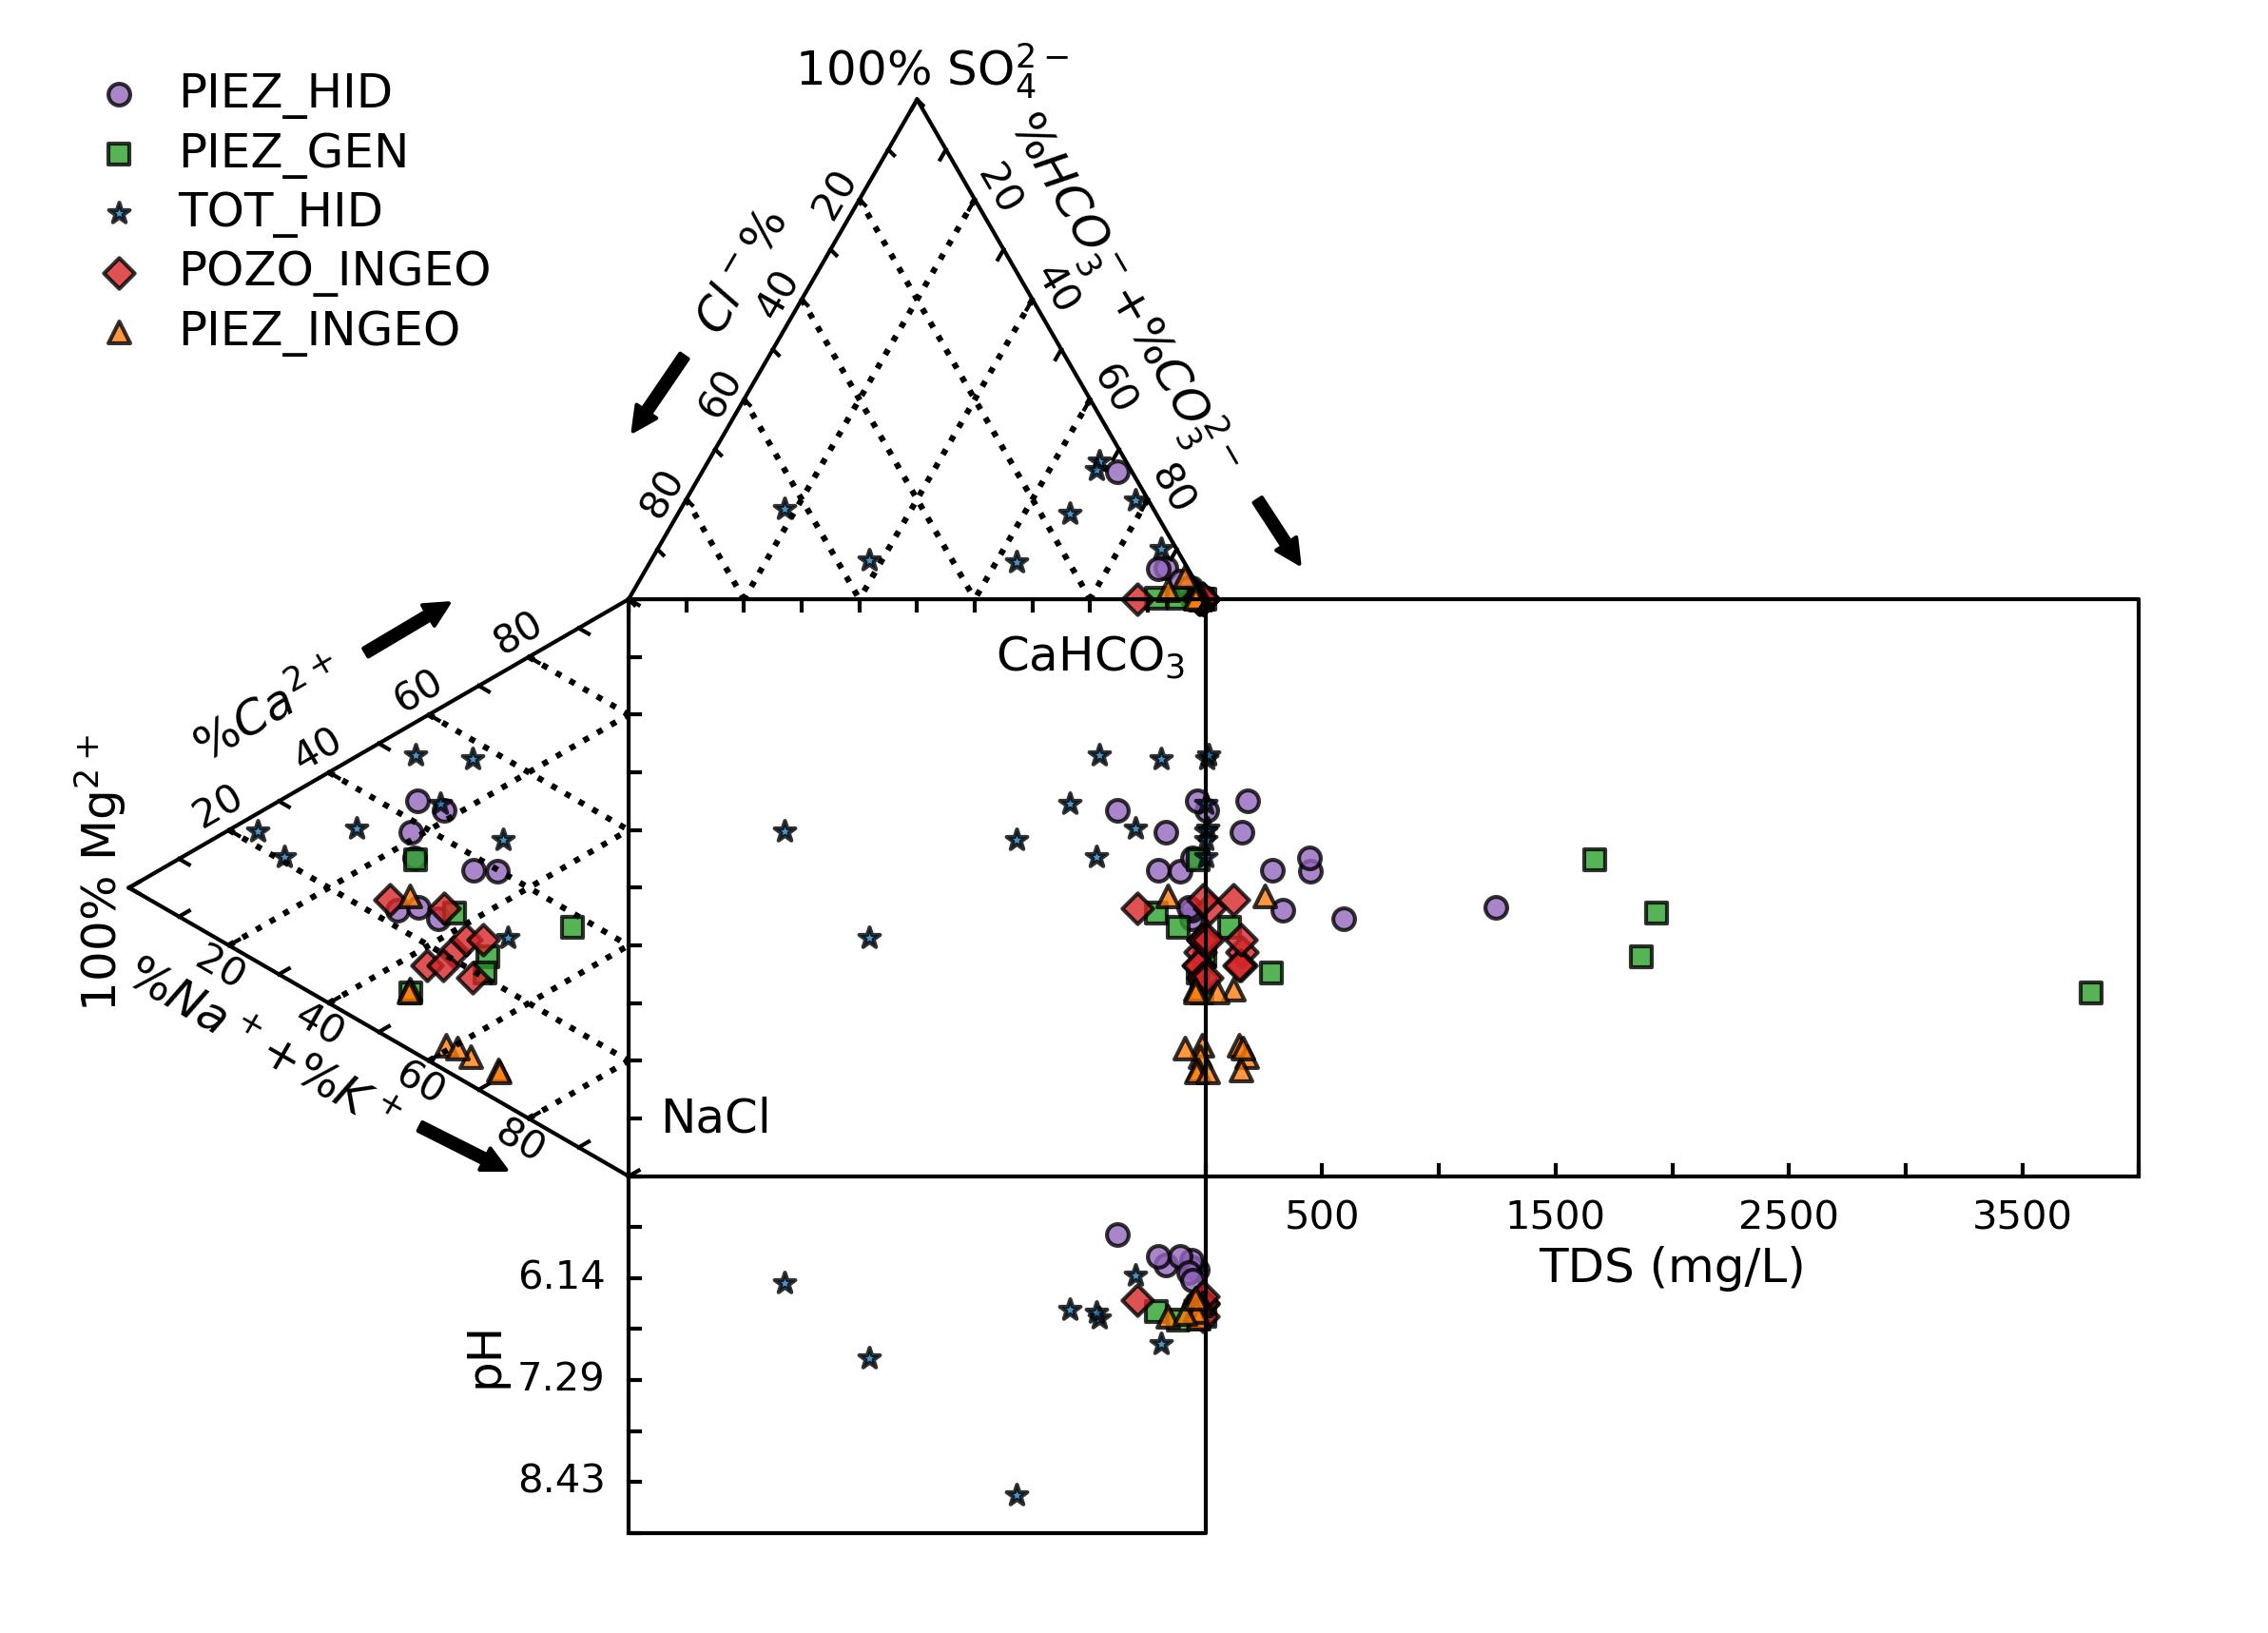 100% SO₄²⁻
PIEZ_HID
PIEZ_GEN
TOT_HID
POZO_INGEO
PIEZ_INGEO
Cl⁻%
20
40
60
80
%HCO₃⁻+%CO₃²⁻
20
40
60
80
%Ca²⁺
80
60
40
20
100% Mg²⁺
%Na⁺+%K⁺
20
40
60
80
CaHCO₃
NaCl
500 1500 2500 3500
TDS (mg/L)
pH
6.14
7.29
8.43